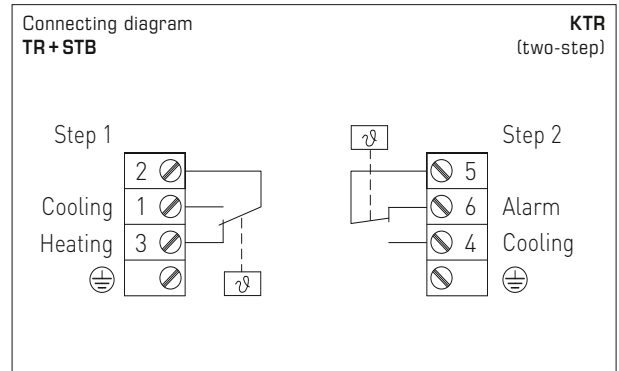 Connecting diagram
TR+STB
KTR
(two-step)
Step 1
2
Cooling 1
Heating 3
ϑ
ϑ
Step 2
5
6 Alarm
4 Cooling